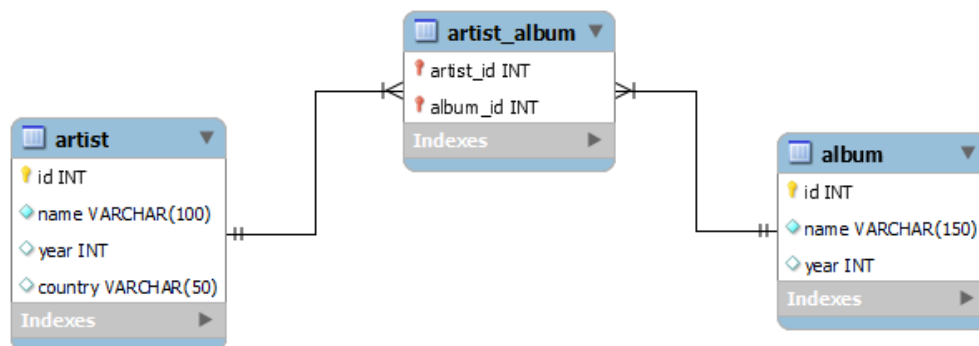 artist_album
artist_id INT
album_id INT
Indexes
artist
id INT
name VARCHAR(100)
year INT
country VARCHAR(50)
Indexes
album
id INT
name VARCHAR(150)
year INT
Indexes